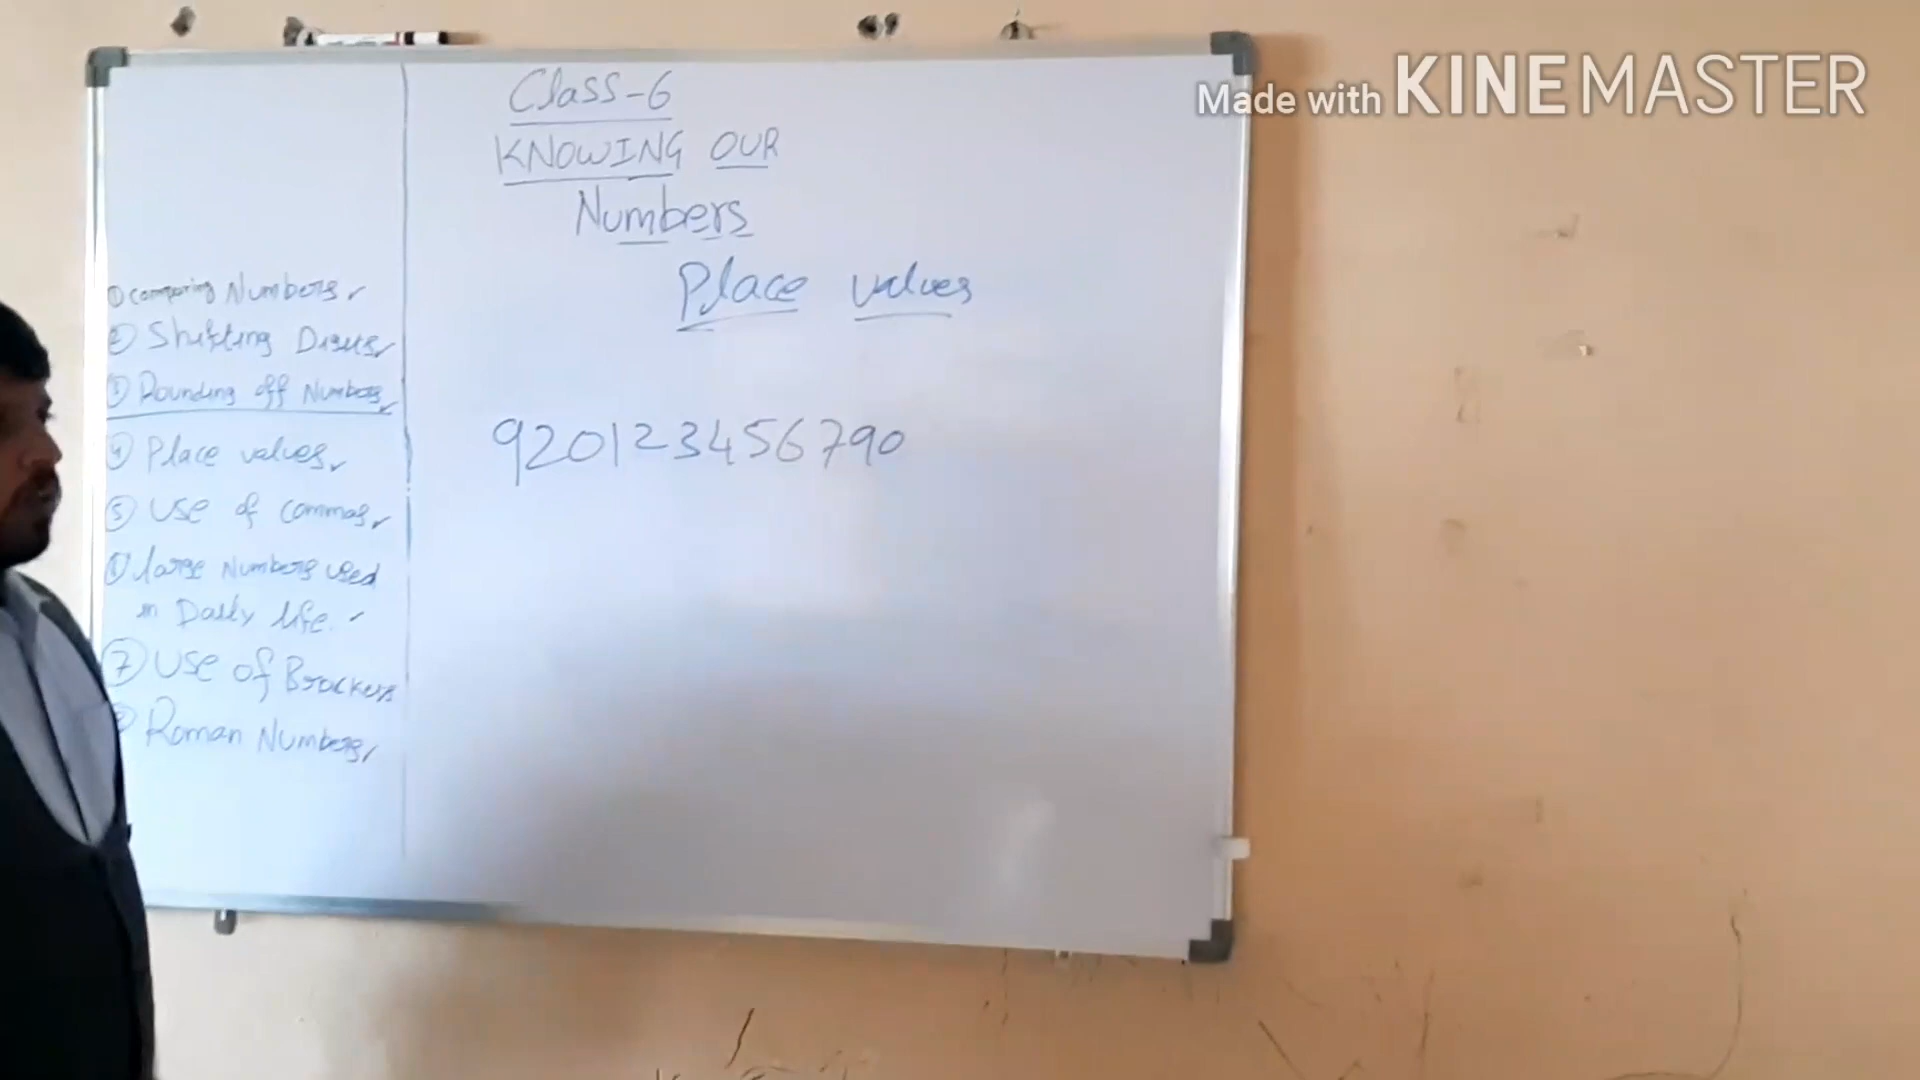 Made with KINEMASTER
Class-6
KNOWING OUR
Numbers
Place values
920123456790
① Comparing Numbers
② Shifting Digits
③ Rounding off Numbers
④ Place values
⑤ Use of Commas
⑥ large Numbers used
in Daily life.
⑦ Use of Brackets
⑧ Roman Numbers